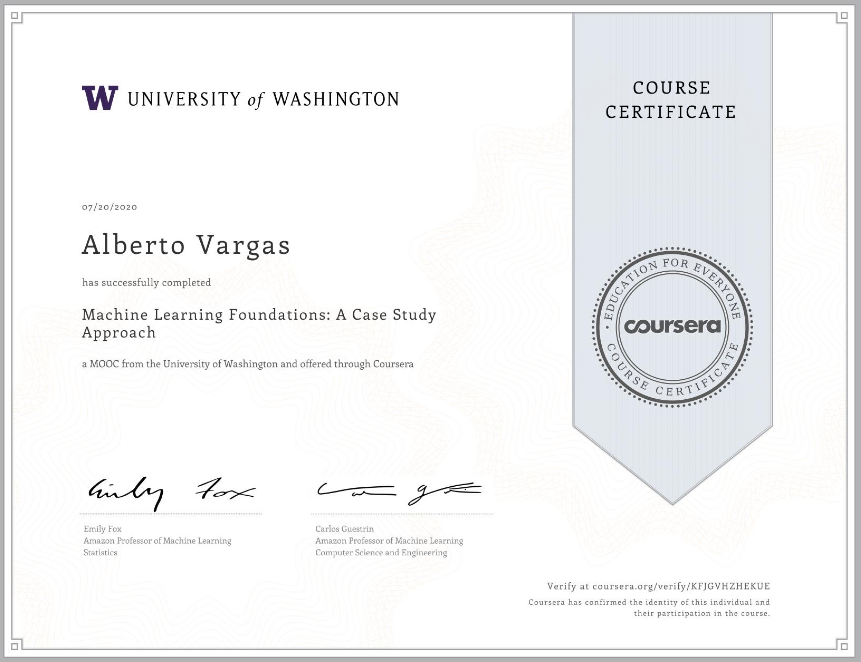 W UNIVERSITY of WASHINGTON
COURSE
CERTIFICATE
07/20/2020
Alberto Vargas
has successfully completed
Machine Learning Foundations: A Case Study
Approach
a MOOC from the University of Washington and offered through Coursera
• EDUCATION FOR EVERYONE •
coursera
COURSE CERTIFICATE
Emily Fox
Emily Fox
Amazon Professor of Machine Learning
Statistics
Carlos Guestrin
Amazon Professor of Machine Learning
Computer Science and Engineering
Verify at coursera.org/verify/KFJGVHZHEKUE
Coursera has confirmed the identity of this individual and
their participation in the course.